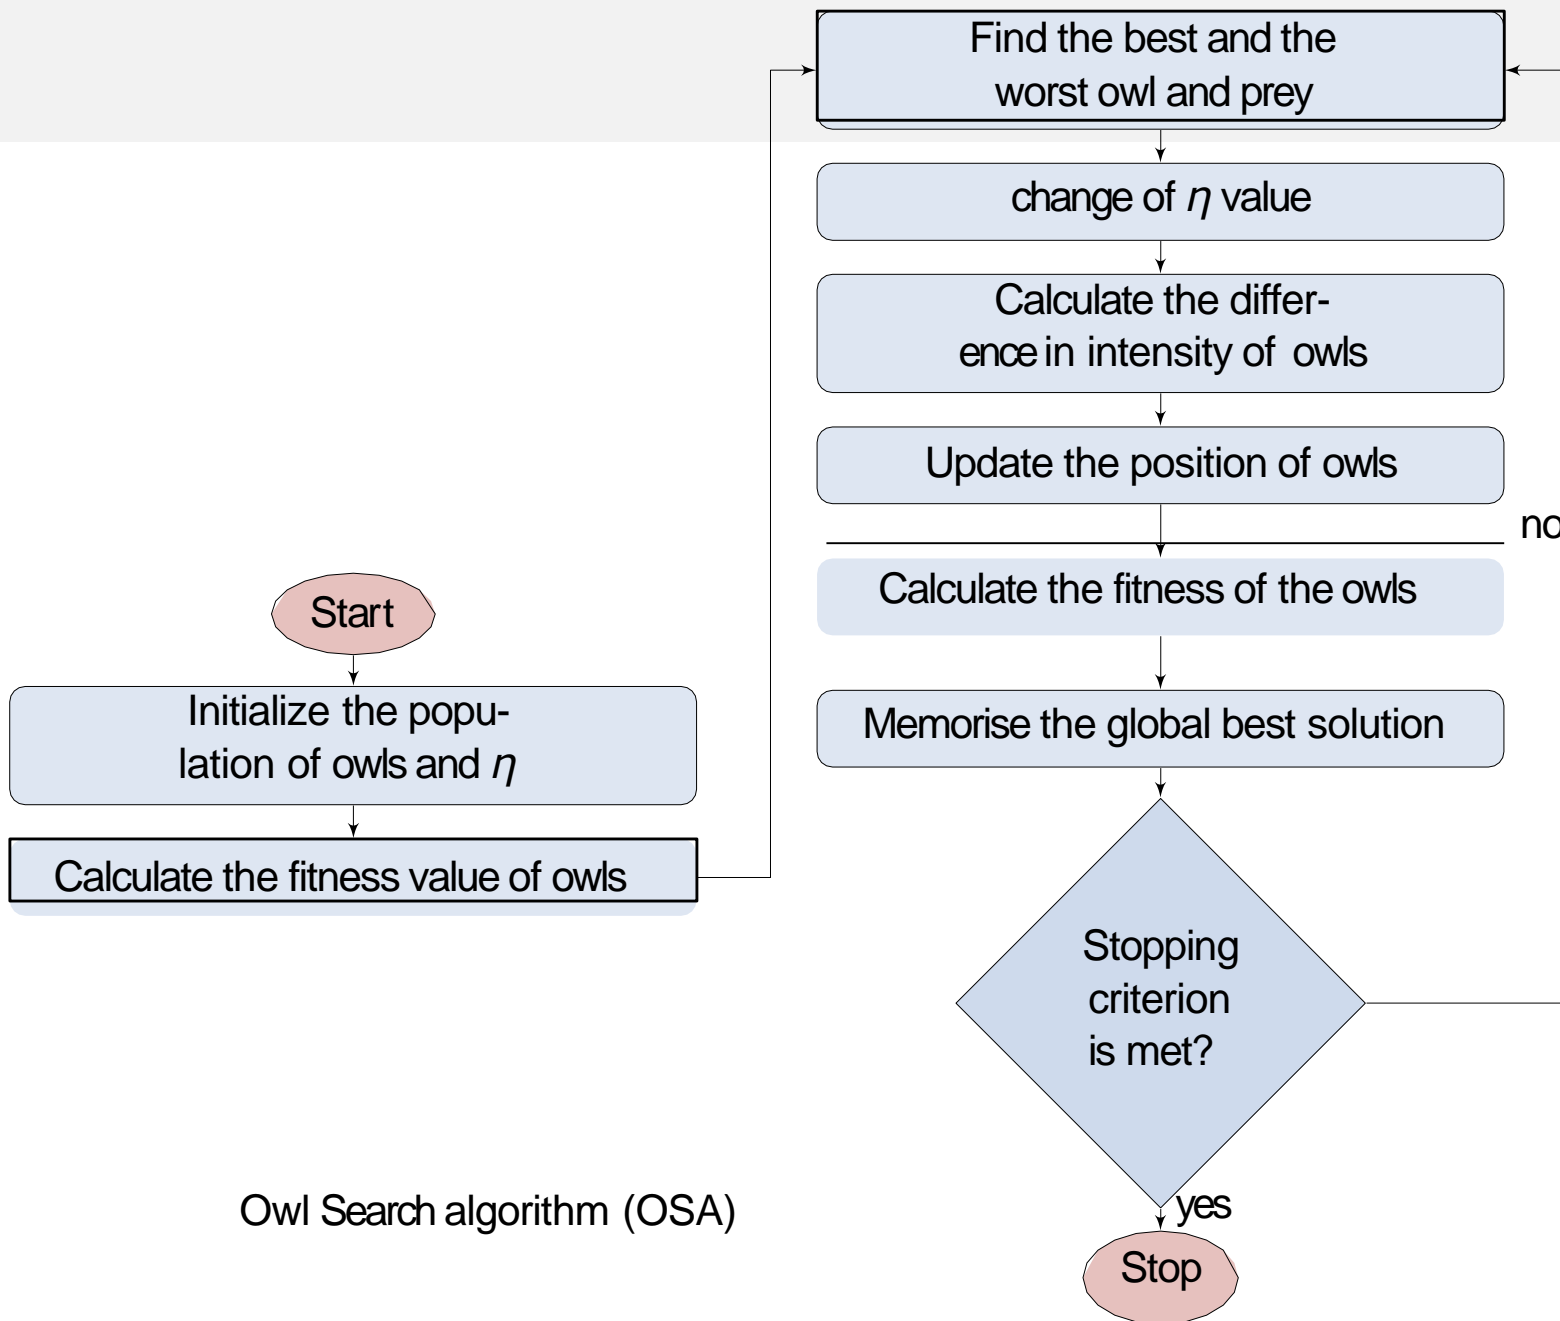 Start
Initialize the popu-
lation of owls and η
Calculate the fitness value of owls
Find the best and the
worst owl and prey
change of η value
Calculate the differ-
ence in intensity of owls
Update the position of owls
no
Calculate the fitness of the owls
Memorise the global best solution
Stopping
criterion
is met?
yes
Stop
Owl Search algorithm (OSA)